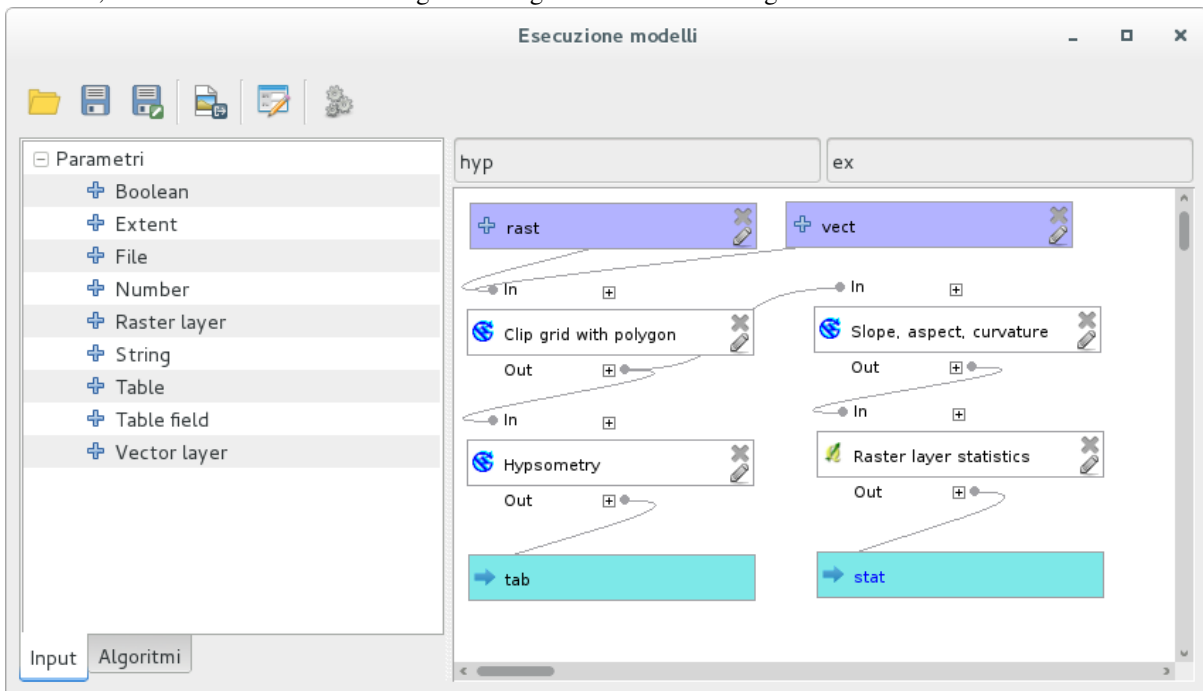 Esecuzione modelli
Parametri
Boolean
Extent
File
Number
Raster layer
String
Table
Table field
Vector layer
Input
Algoritmi
hyp
ex
rast
vect
In
In
Clip grid with polygon
Slope, aspect, curvature
Out
Out
In
In
Hypsometry
Raster layer statistics
Out
Out
tab
stat